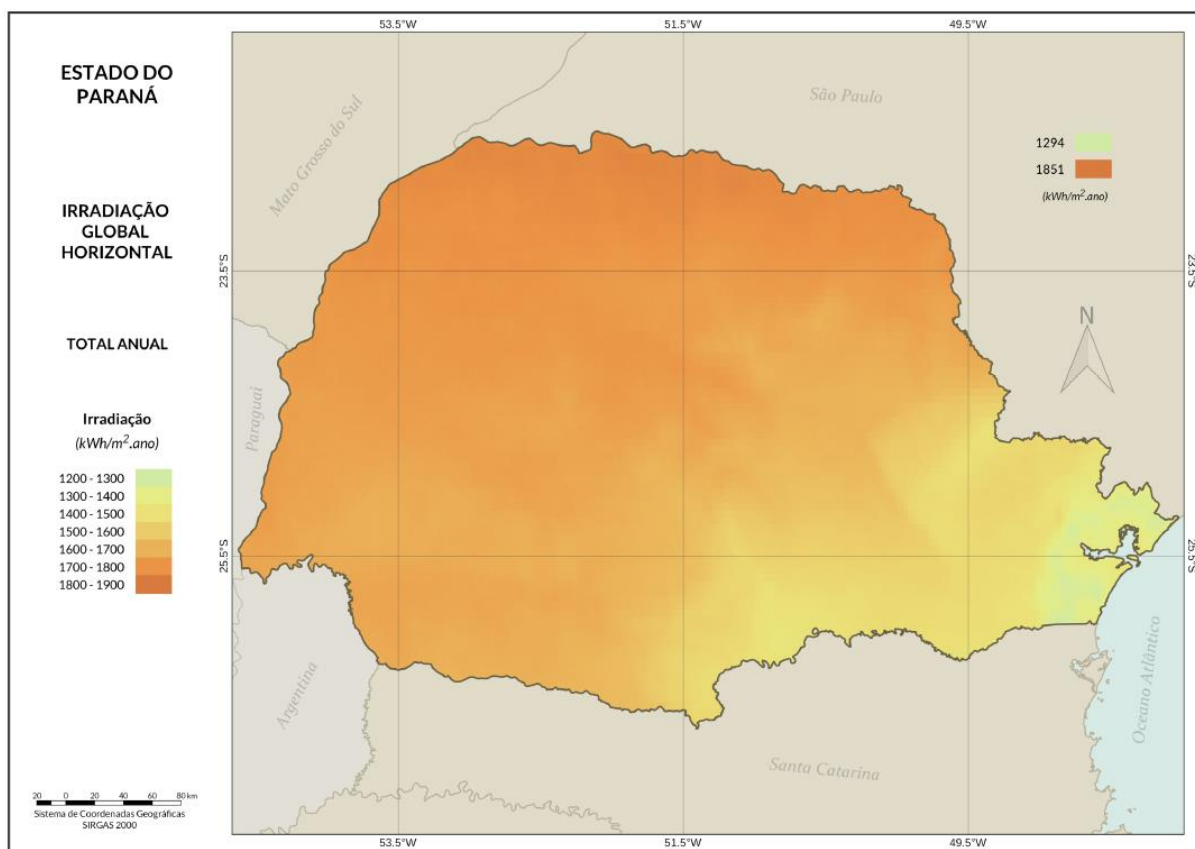 ESTADO DO
PARANÁ
IRRADIAÇÃO
GLOBAL
HORIZONTAL
TOTAL ANUAL
Irradiação
(kWh/m².ano)
1200 - 1300
1300 - 1400
1400 - 1500
1500 - 1600
1600 - 1700
1700 - 1800
1800 - 1900
20 0 20 40 60 80 km
Sistema de Coordenadas Geográficas
SIRGAS 2000
53.5°W 51.5°W 49.5°W
Mato Grosso do Sul
São Paulo
1294
1851
(kWh/m².ano)
23.5°S 23.5°S
N
Paraguai
25.5°S 25.5°S
Argentina
Santa Catarina
Oceano Atlântico
53.5°W 51.5°W 49.5°W